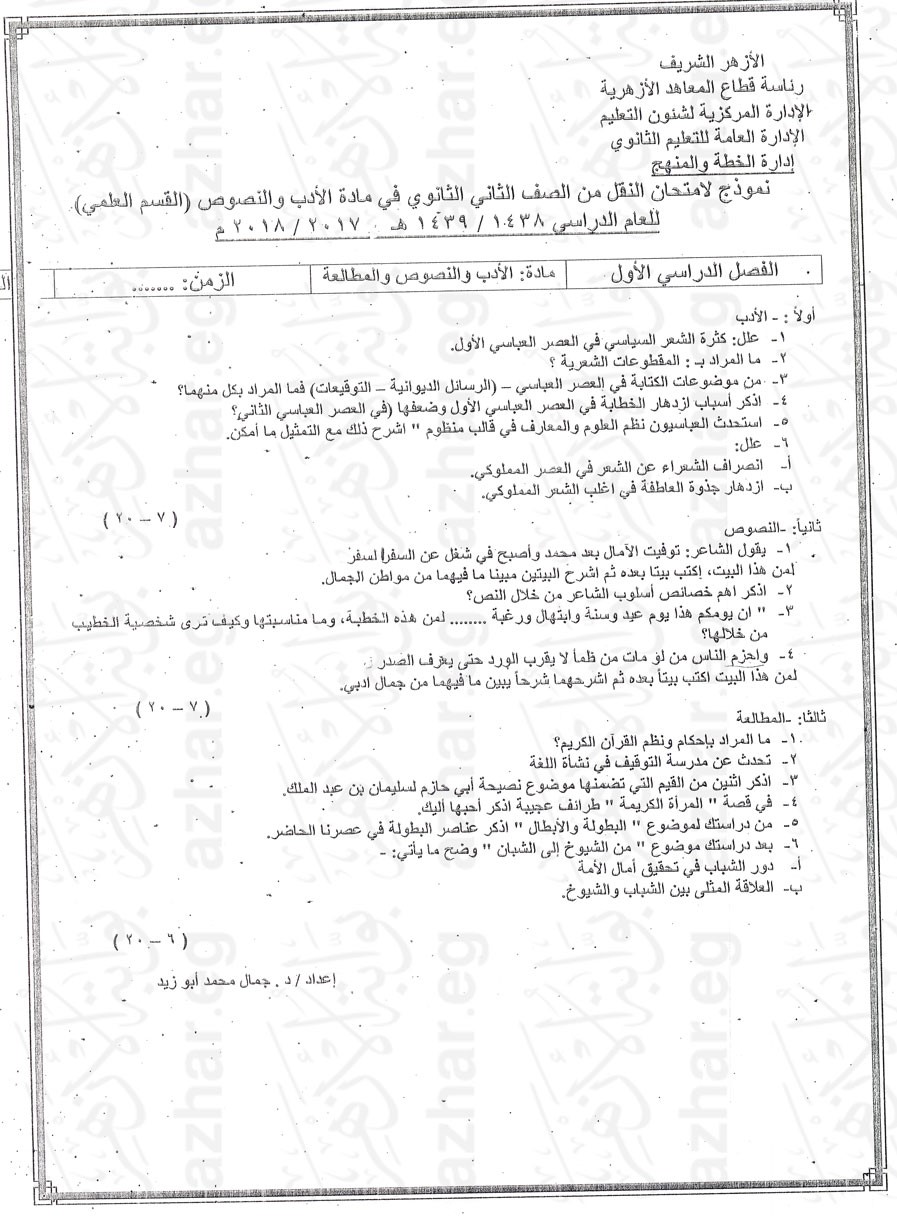 الأزهر الشريف
رئاسة قطاع المعاهد الأزهرية
الإدارة المركزية لشئون التعليم
الإدارة العامة للتعليم الثانوي
إدارة الخطة والمنهج
نموذج لامتحان النقل من الصف الثاني الثانوي في مادة الأدب والنصوص (القسم العلمي)
للعام الدراسي ١٤٣٨ / ١٤٣٩ هـ ٢٠١٧ / ٢٠١٨ م
الفصل الدراسي الأول مادة: الأدب والنصوص والمطالعة الزمن: .......
أولاً : - الأدب
١- علل: كثرة الشعر السياسي في العصر العباسي الأول.
٢- ما المراد بـ : المقطوعات الشعرية ؟
٣- من موضوعات الكتابة في العصر العباسي – (الرسائل الديوانية – التوقيعات) فما المراد بكل منهما؟
٤- اذكر أسباب ازدهار الخطابة في العصر العباسي الأول وضعفها (في العصر العباسي الثاني؟
٥- استحدث العباسيون نظم العلوم والمعارف في قالب منظوم " اشرح ذلك مع التمثيل ما أمكن.
٦- علل:
أ- انصراف الشعراء عن الشعر في العصر المملوكي.
ب- ازدهار جذوة العاطفة في اغلب الشعر المملوكي.
( ٧ – ٢٠ )
ثانياً: -النصوص
١- يقول الشاعر: توفيت الآمال بعد محمد وأصبح في شغل عن السفر السفر
لمن هذا البيت، إكتب بيتا بعده ثم اشرح البيتين مبينا ما فيهما من مواطن الجمال.
٢- اذكر اهم خصائص أسلوب الشاعر من خلال النص؟
٣- " ان يومكم هذا يوم عيد وسنة وابتهال ورغبة ........ لمن هذه الخطبة، وما مناسبتها وكيف ترى شخصية الخطيب
من خلالها؟
٤- واحزم الناس من لو مات من ظمأ لا يقرب الورد حتى يعرف الصدر
لمن هذا البيت اكتب بيتاً بعده ثم اشرحهما شرحاً يبين ما فيهما من جمال ادبي.
( ٧ – ٢٠ )
ثالثا: -المطالعة
١- ما المراد بإحكام ونظم القرآن الكريم؟
٢- تحدث عن مدرسة التوقيف في نشأة اللغة
٣- اذكر اثنين من القيم التي تضمنها موضوع نصيحة أبي حازم لسليمان بن عبد الملك.
٤- في قصة " المرأة الكريمة " طرائف عجيبة اذكر أحبها أليك.
٥- من دراستك لموضوع " البطولة والأبطال " اذكر عناصر البطولة في عصرنا الحاضر.
٦- بعد دراستك موضوع " من الشيوخ إلى الشبان " وضح ما يأتي: -
أ- دور الشباب في تحقيق أمال الأمة
ب- العلاقة المثلى بين الشباب والشيوخ.
( ٦ – ٢٠ )
إعداد / د . جمال محمد أبو زيد
azhar.eg